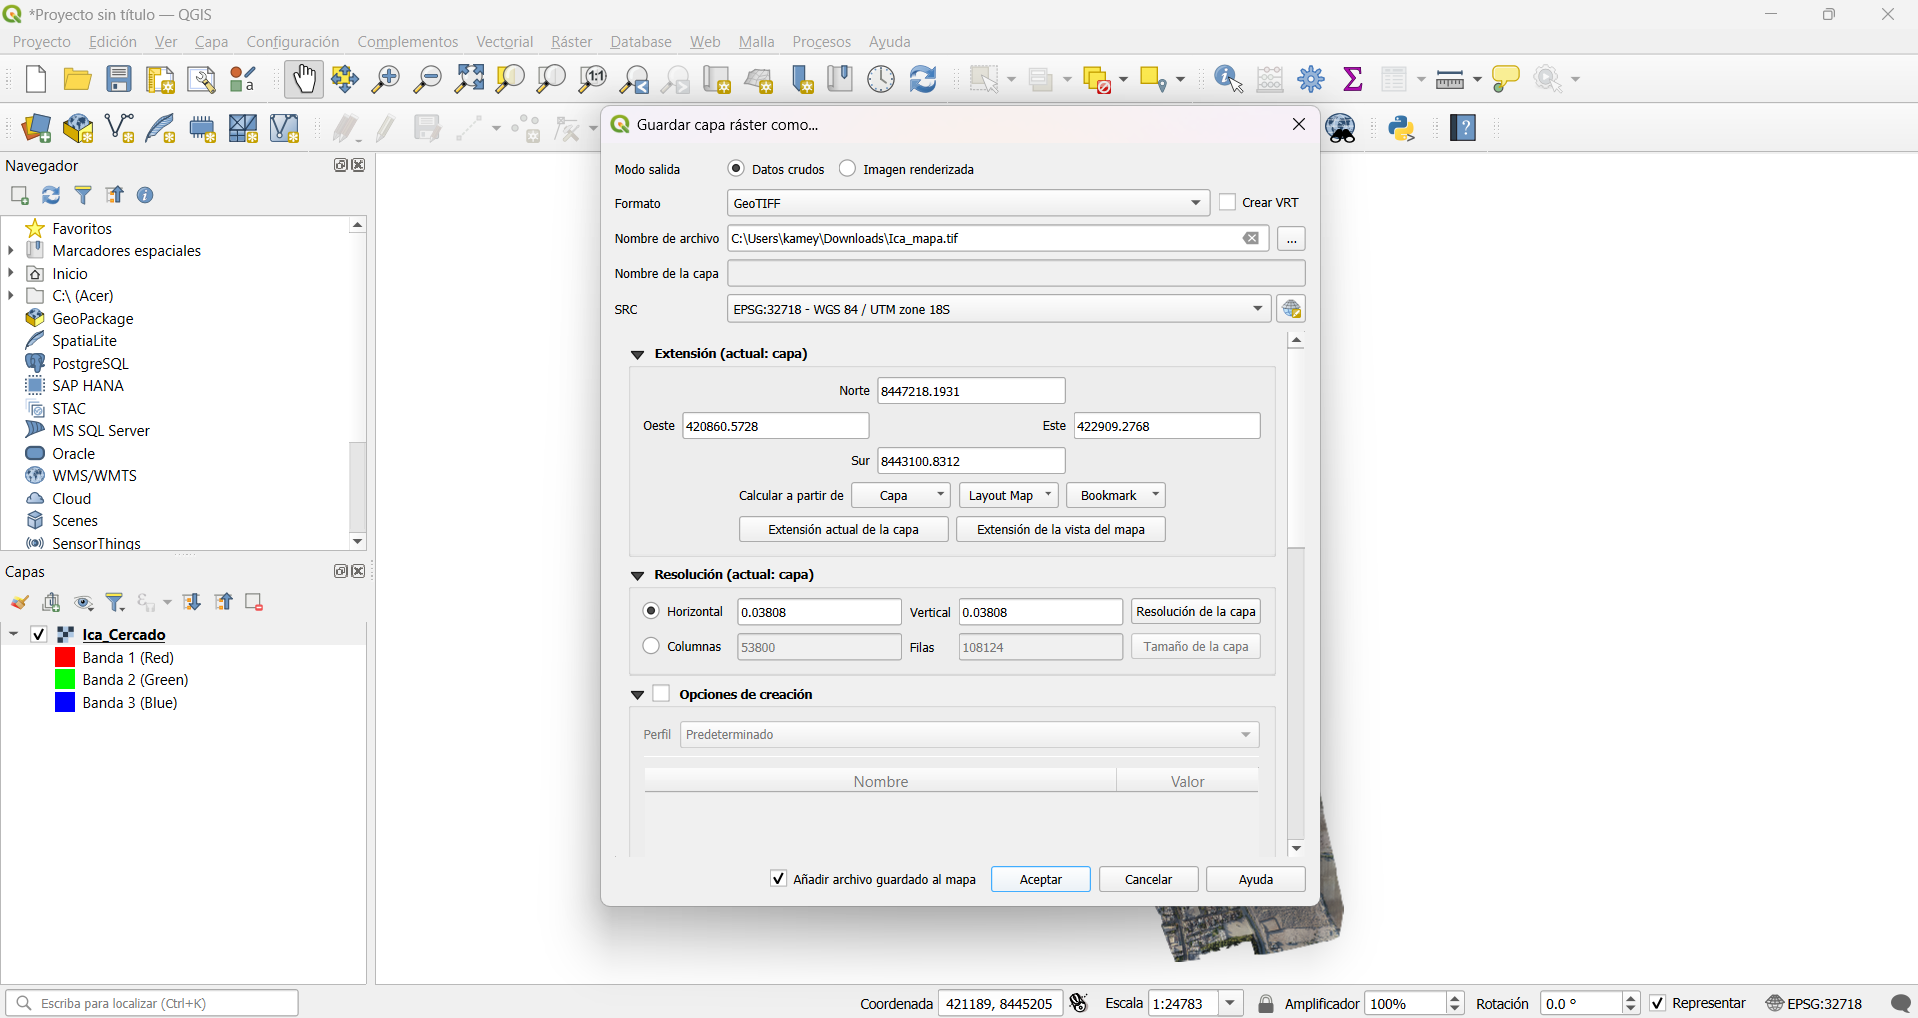 *Proyecto sin título — QGIS
Proyecto Edición Ver Capa Configuración Complementos Vectorial Ráster Database Web Malla Procesos Ayuda
Navegador
Favoritos
Marcadores espaciales
Inicio
C:\ (Acer)
GeoPackage
SpatiaLite
PostgreSQL
SAP HANA
STAC
MS SQL Server
Oracle
WMS/WMTS
Cloud
Scenes
SensorThings
Capas
Ica_Cercado
Banda 1 (Red)
Banda 2 (Green)
Banda 3 (Blue)
Guardar capa ráster como...
Modo salida Datos crudos Imagen renderizada
Formato GeoTIFF Crear VRT
Nombre de archivo C:\Users\kamey\Downloads\Ica_mapa.tif ...
Nombre de la capa
SRC EPSG:32718 - WGS 84 / UTM zone 18S
Extensión (actual: capa)
Norte 8447218.1931
Oeste 420860.5728 Este 422909.2768
Sur 8443100.8312
Calcular a partir de Capa Layout Map Bookmark
Extensión actual de la capa Extensión de la vista del mapa
Resolución (actual: capa)
Horizontal 0.03808 Vertical 0.03808 Resolución de la capa
Columnas 53800 Filas 108124 Tamaño de la capa
Opciones de creación
Perfil Predeterminado
Nombre Valor
Añadir archivo guardado al mapa Aceptar Cancelar Ayuda
Escriba para localizar (Ctrl+K) Coordenada 421189, 8445205 Escala 1:24783 Amplificador 100% Rotación 0.0 ° Representar EPSG:32718